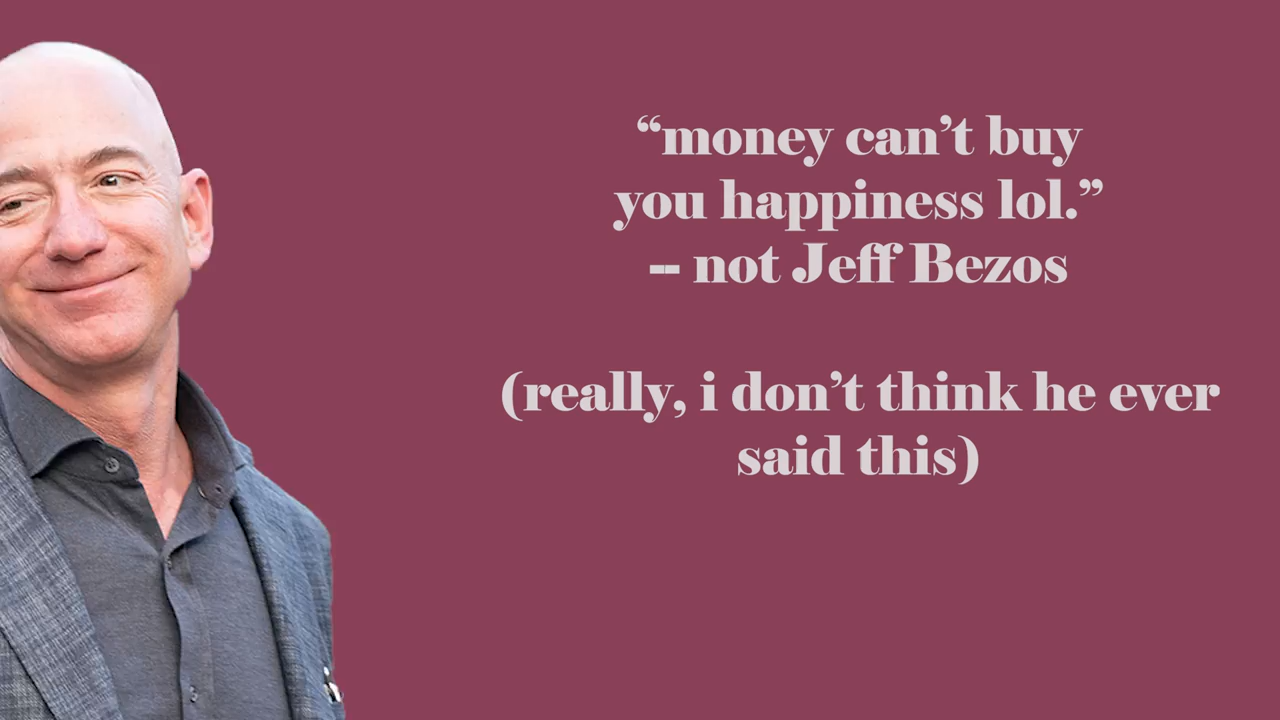 “money can’t buy
you happiness lol.”
-- not Jeff Bezos
(really, i don’t think he ever
said this)